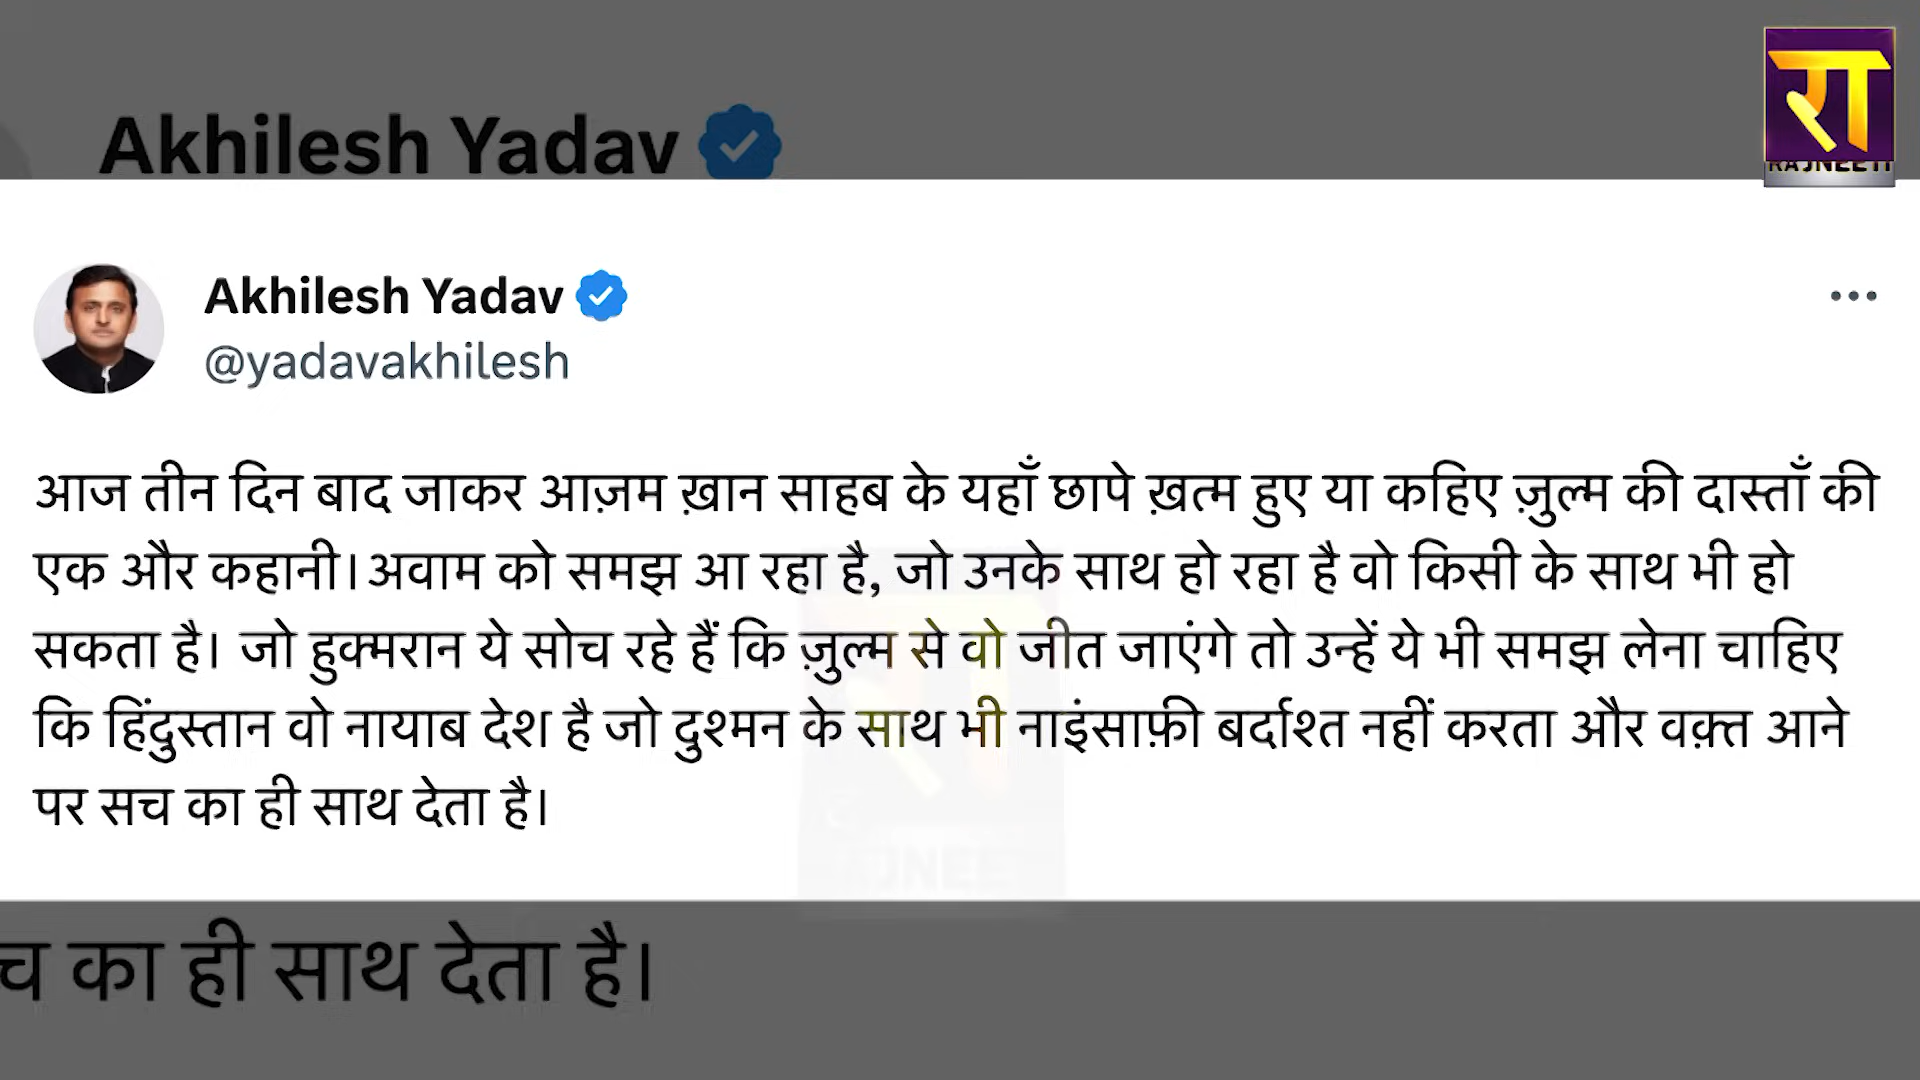 Akhilesh Yadav
रा
RAJNEETI
Akhilesh Yadav
@yadavakhilesh
आज तीन दिन बाद जाकर आज़म ख़ान साहब के यहाँ छापे ख़त्म हुए या कहिए ज़ुल्म की दास्ताँ की
एक और कहानी। अवाम को समझ आ रहा है, जो उनके साथ हो रहा है वो किसी के साथ भी हो
सकता है। जो हुक्मरान ये सोच रहे हैं कि ज़ुल्म से वो जीत जाएंगे तो उन्हें ये भी समझ लेना चाहिए
कि हिंदुस्तान वो नायाब देश है जो दुश्मन के साथ भी नाइंसाफ़ी बर्दाश्त नहीं करता और वक़्त आने
पर सच का ही साथ देता है।
च का ही साथ देता है।